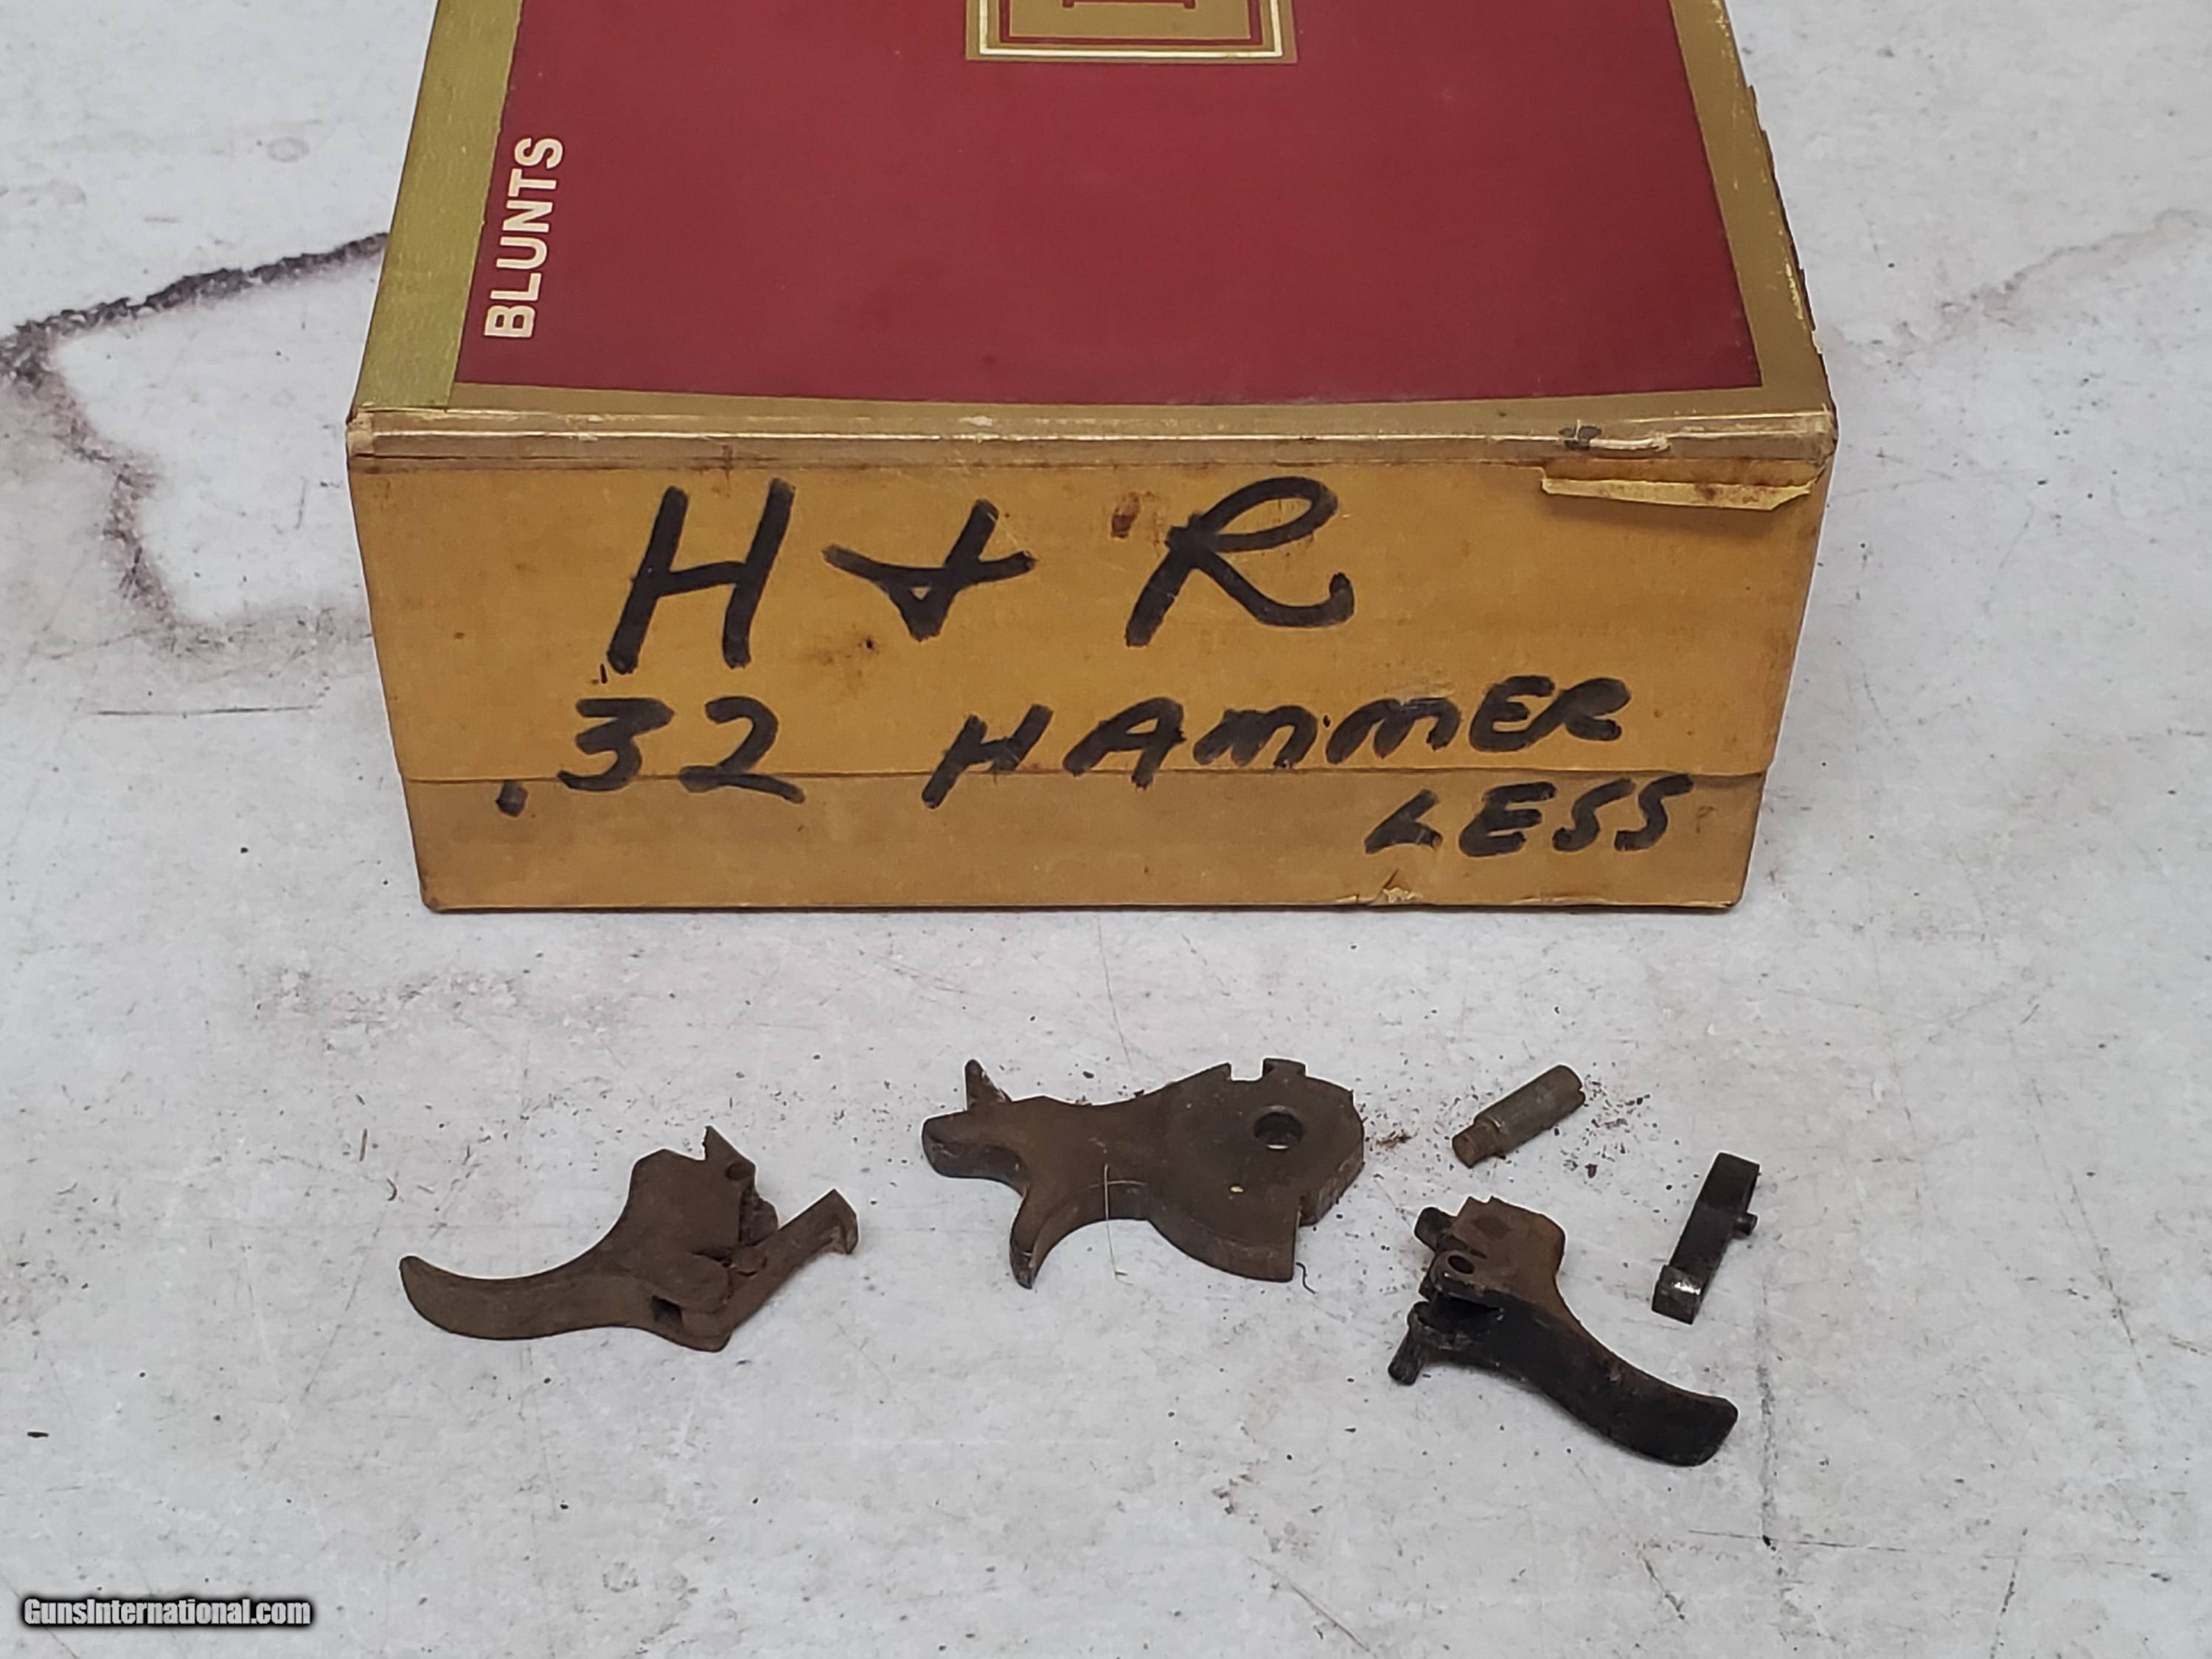 BLUNTS
H & R
.32 HAMMER
LESS
GunsInternational.com